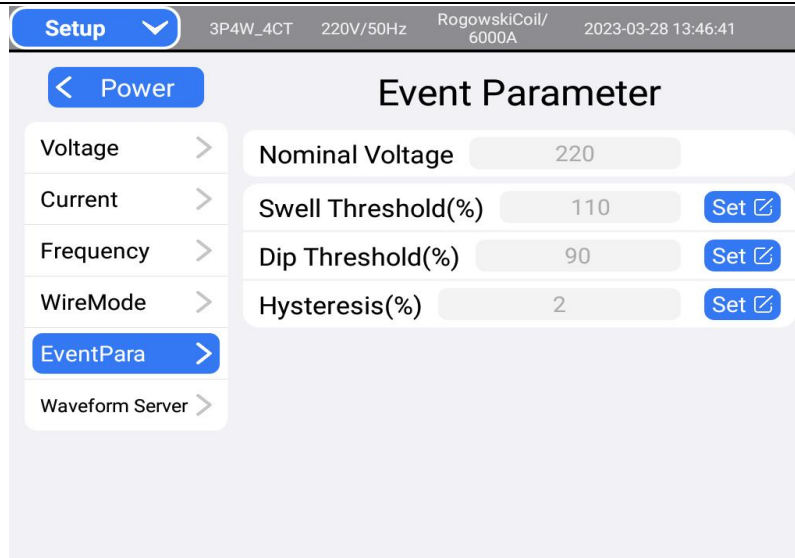 Setup 3P4W_4CT 220V/50Hz RogowskiCoil/
6000A 2023-03-28 13:46:41
Power
Event Parameter
Voltage
Current
Frequency
WireMode
EventPara
Waveform Server
Nominal Voltage 220
Swell Threshold(%) 110 Set
Dip Threshold(%) 90 Set
Hysteresis(%) 2 Set